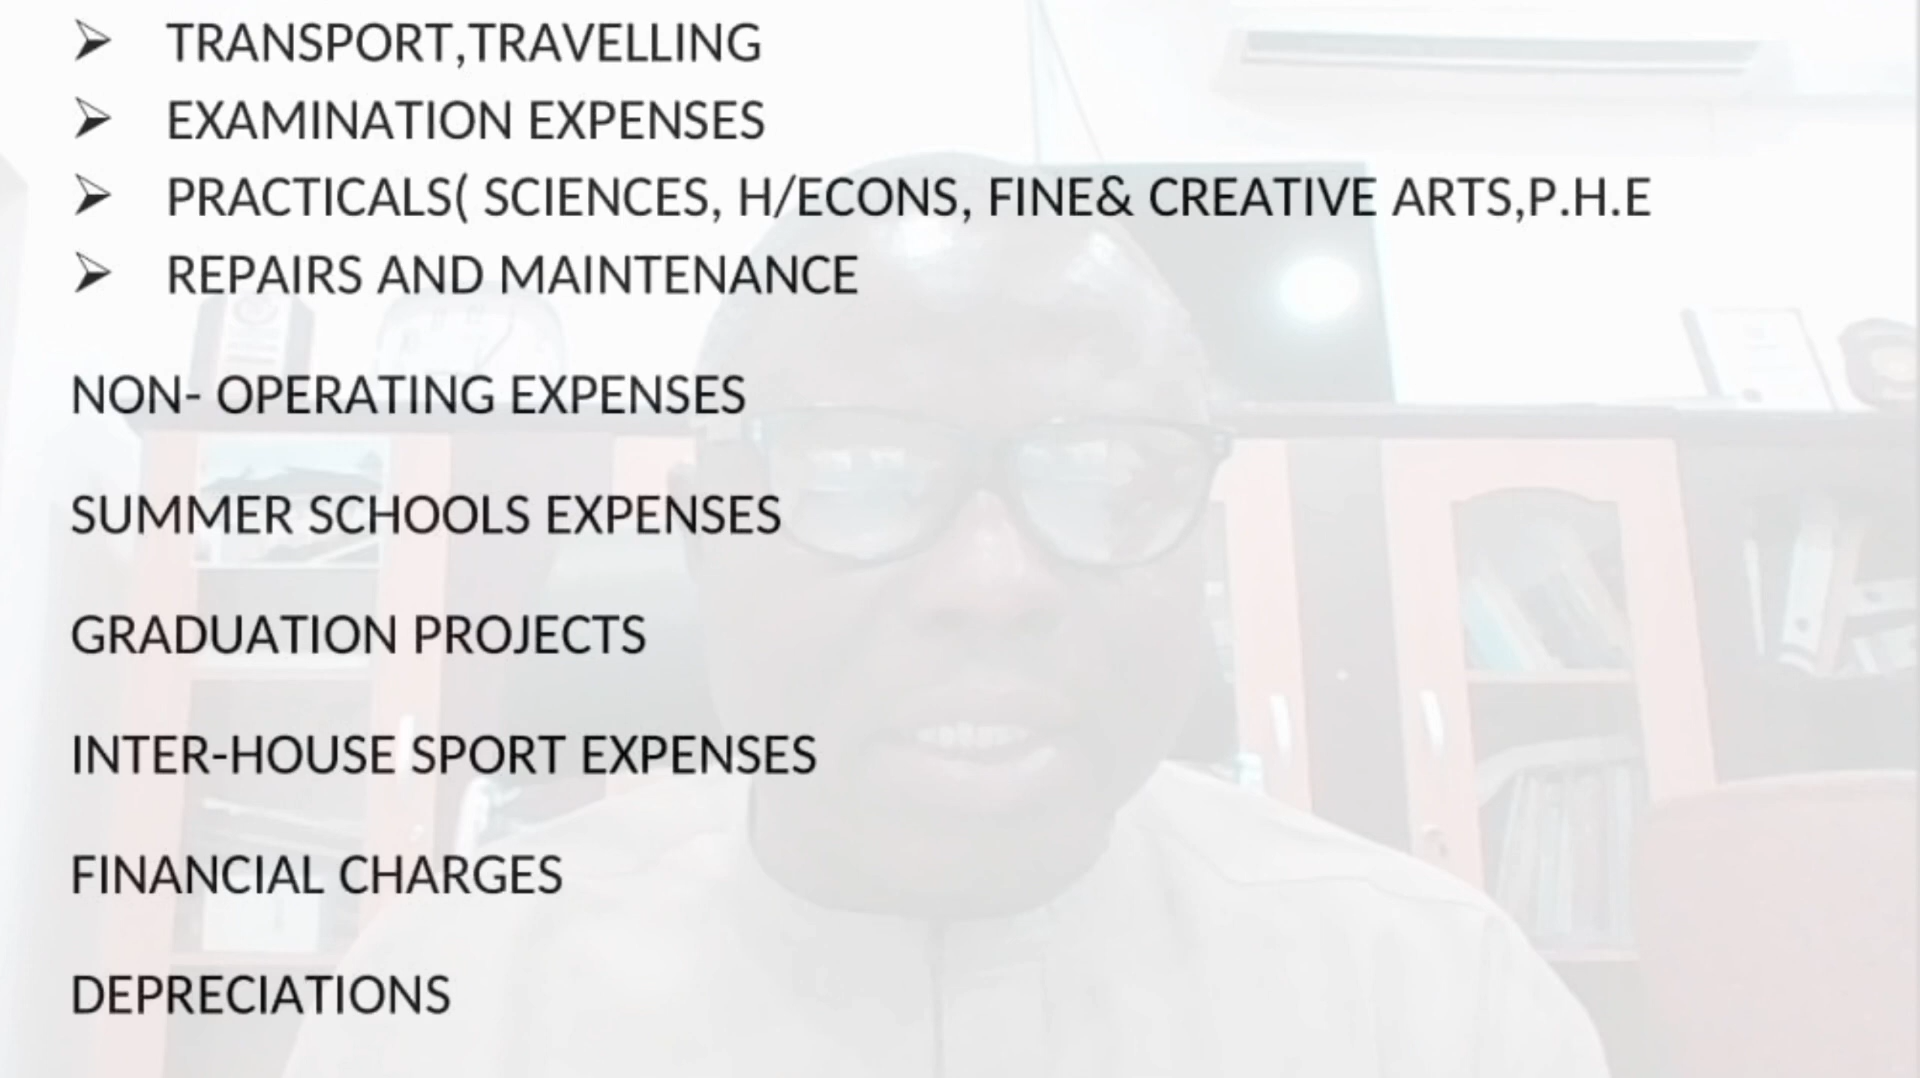 ➢ TRANSPORT,TRAVELLING
➢ EXAMINATION EXPENSES
➢ PRACTICALS( SCIENCES, H/ECONS, FINE& CREATIVE ARTS,P.H.E
➢ REPAIRS AND MAINTENANCE
NON- OPERATING EXPENSES
SUMMER SCHOOLS EXPENSES
GRADUATION PROJECTS
INTER-HOUSE SPORT EXPENSES
FINANCIAL CHARGES
DEPRECIATIONS